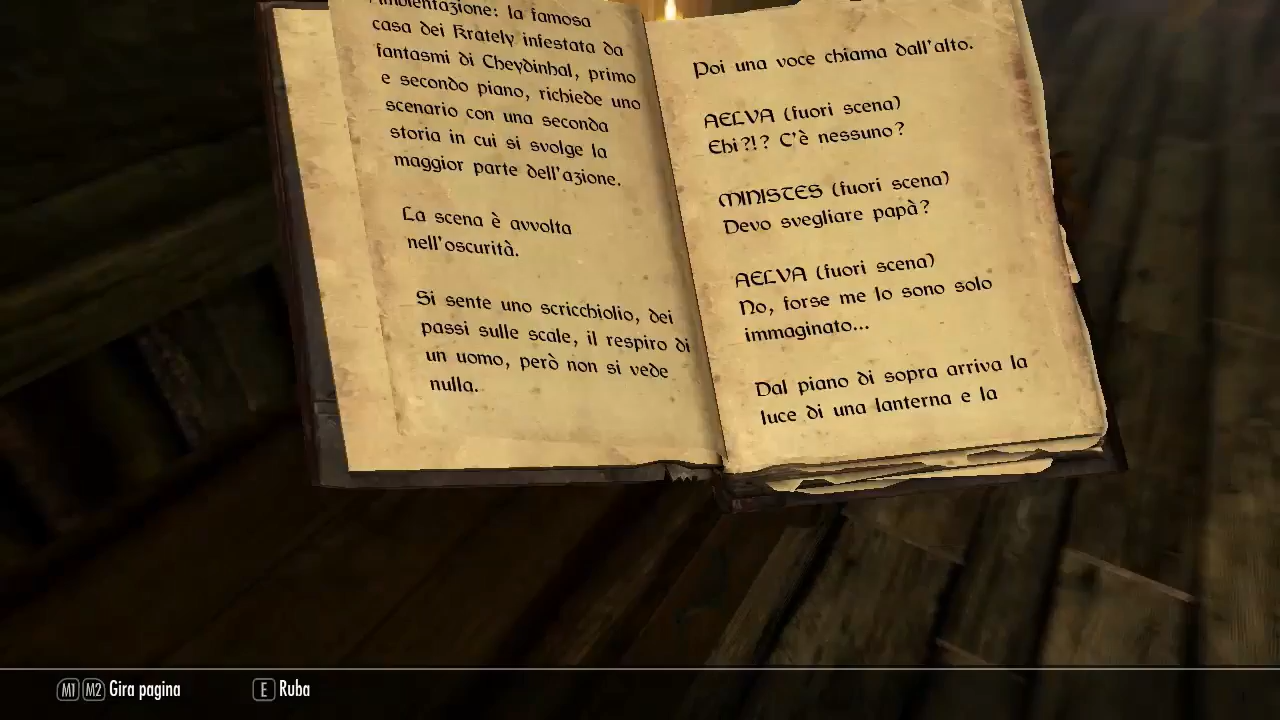 Ambientazione: la famosa
casa dei Krately infestata da
fantasmi di Cheydinhal, primo
e secondo piano, richiede uno
scenario con una seconda
storia in cui si svolge la
maggior parte dell'azione.
La scena è avvolta
nell'oscurità.
Si sente uno scricchiolio, dei
passi sulle scale, il respiro di
un uomo, però non si vede
nulla.
Poi una voce chiama dall'alto.
AELVA (fuori scena)
Ehi?!? C'è nessuno?
MINISTES (fuori scena)
Devo svegliare papà?
AELVA (fuori scena)
No, forse me lo sono solo
immaginato...
Dal piano di sopra arriva la
luce di una lanterna e la
M1 M2 Gira pagina
E Ruba